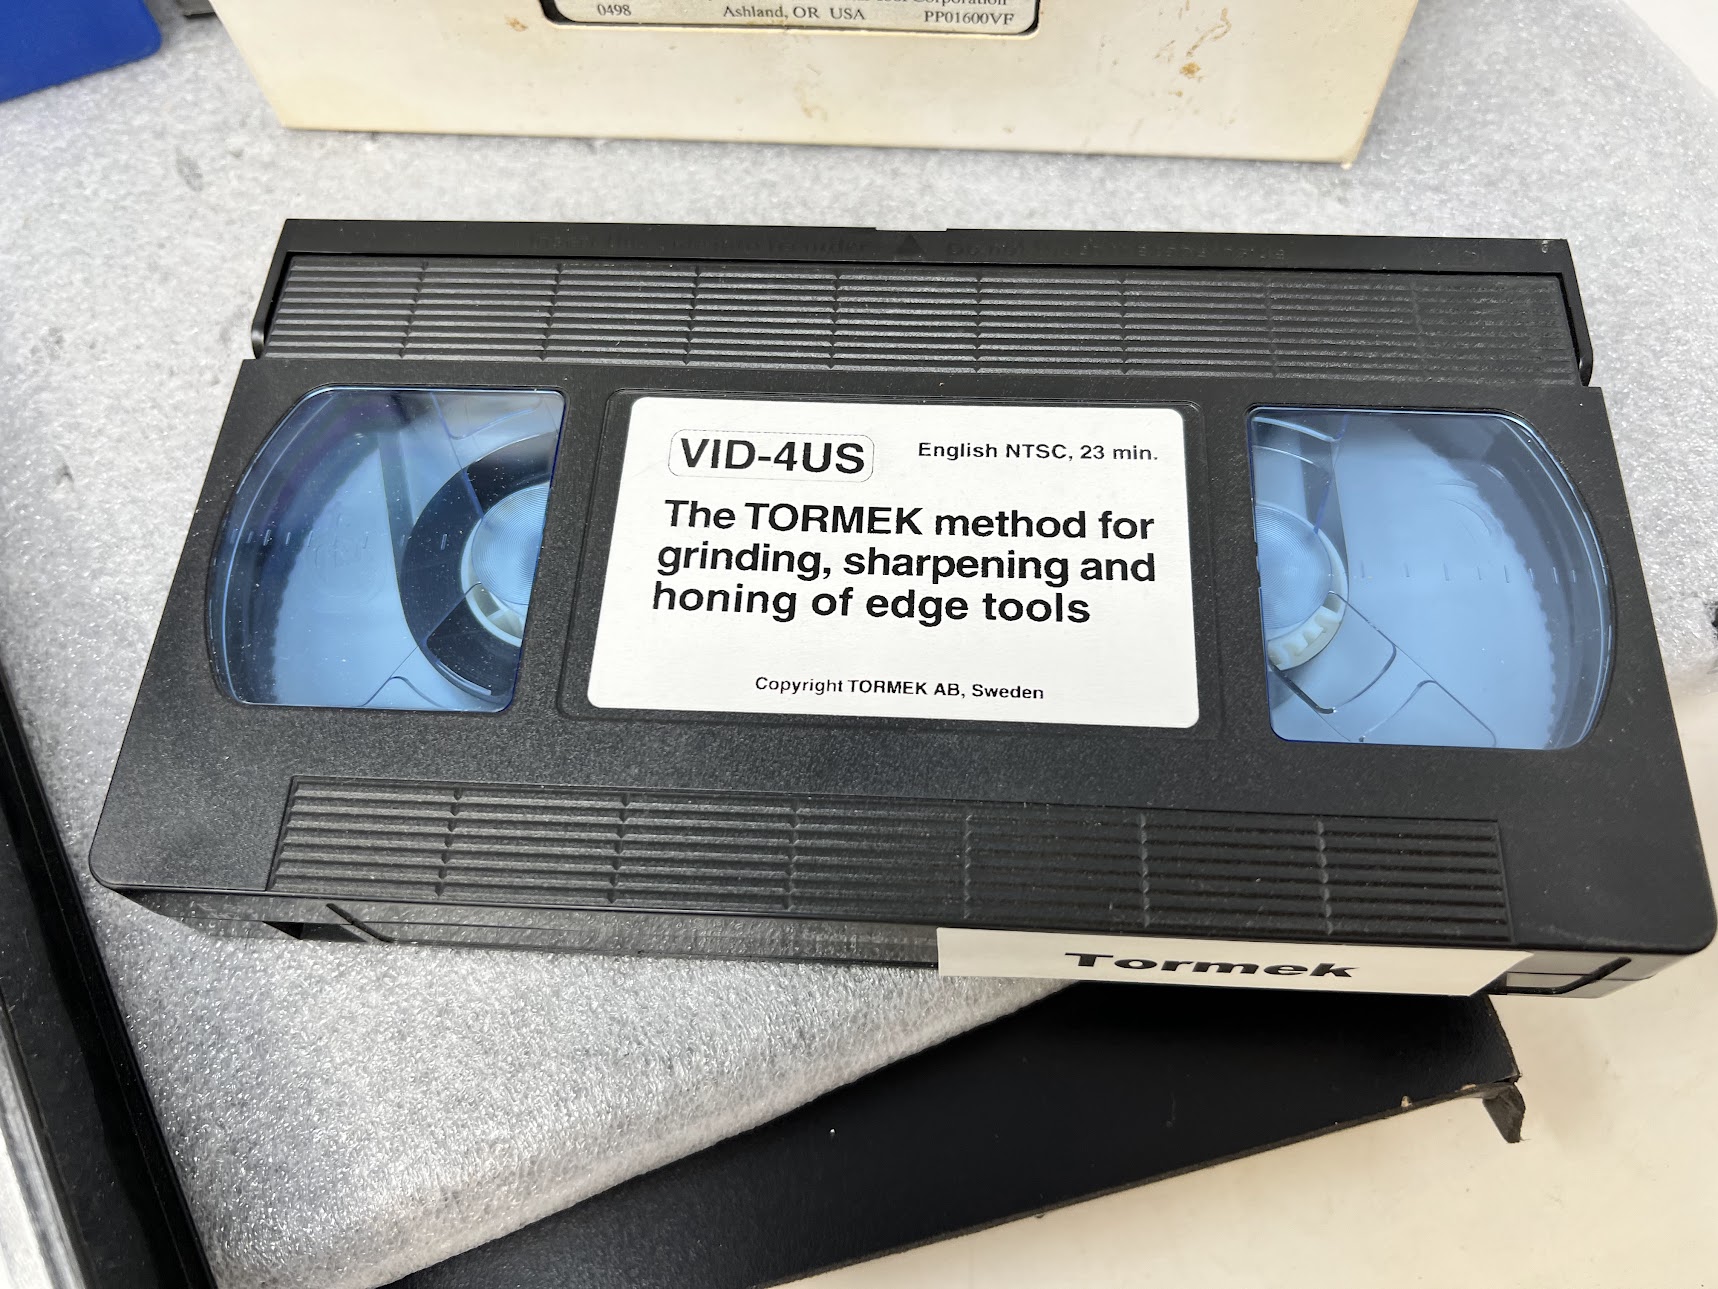 Corporation
0498 Ashland, OR USA PP01600VF
VID-4US English NTSC, 23 min.
The TORMEK method for
grinding, sharpening and
honing of edge tools
Copyright TORMEK AB, Sweden
Tormek